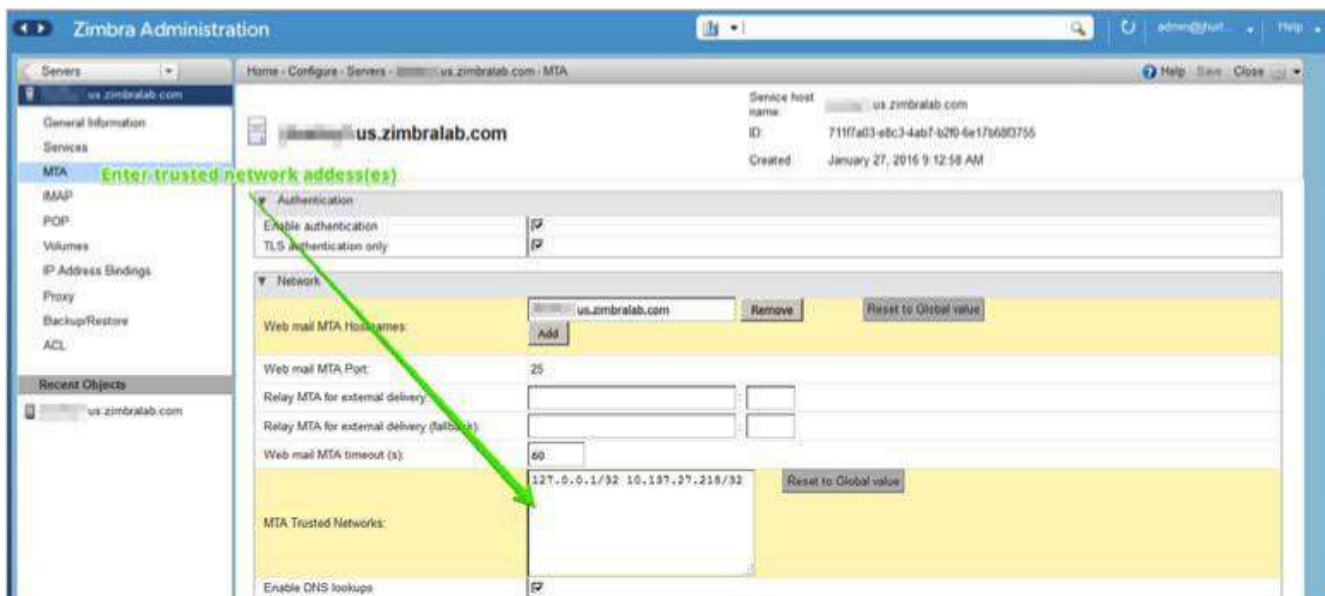 Zimbra Administration
Help
Servers
Home - Configure - Servers - us.zimbralab.com - MTA
Help Save Close
us.zimbralab.com
General Information
Services
MTA
IMAP
POP
Volumes
IP Address Bindings
Proxy
Backup/Restore
ACL
Recent Objects
us.zimbralab.com
us.zimbralab.com
Service host name: us.zimbralab.com
ID: 711f7a03-e8c3-4ab7-b2f0-6e17b68f3755
Created: January 27, 2016 9:12:58 AM
Enter trusted network addess(es)
Authentication
Enable authentication
TLS authentication only
Network
Web mail MTA Hostnames: us.zimbralab.com Remove Reset to Global value
Add
Web mail MTA Port: 25
Relay MTA for external delivery:
Relay MTA for external delivery (fallback):
Web mail MTA timeout (s): 60
MTA Trusted Networks: 127.0.0.1/32 10.137.27.218/32 Reset to Global value
Enable DNS lookups